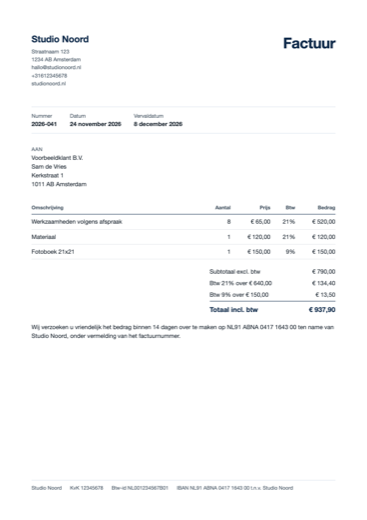 Studio Noord
Factuur
Straatnaam 123
1234 AB Amsterdam
hallo@studionoord.nl
+31612345678
studionoord.nl
Nummer Datum Vervaldatum
2026-041 24 november 2026 8 december 2026
AAN
Voorbeeldklant B.V.
Sam de Vries
Kerkstraat 1
1011 AB Amsterdam
Omschrijving Aantal Prijs Btw Bedrag
Werkzaamheden volgens afspraak 8 € 65,00 21% € 520,00
Materiaal 1 € 120,00 21% € 120,00
Fotoboek 21x21 1 € 150,00 9% € 150,00
Subtotaal excl. btw € 790,00
Btw 21% over € 640,00 € 134,40
Btw 9% over € 150,00 € 13,50
Totaal incl. btw € 937,90
Wij verzoeken u vriendelijk het bedrag binnen 14 dagen over te maken op NL91 ABNA 0417 1643 00 ten name van
Studio Noord, onder vermelding van het factuurnummer.
Studio Noord KvK 12345678 Btw-id NL001234567B01 IBAN NL91 ABNA 0417 1643 00 t.n.v. Studio Noord